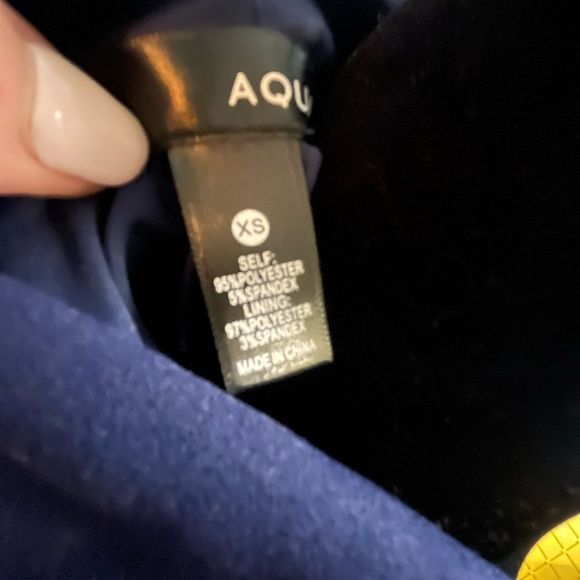 AQU
XS
SELF:
95%POLYESTER
5%SPANDEX
LINING:
97%POLYESTER
3%SPANDEX
MADE IN CHINA